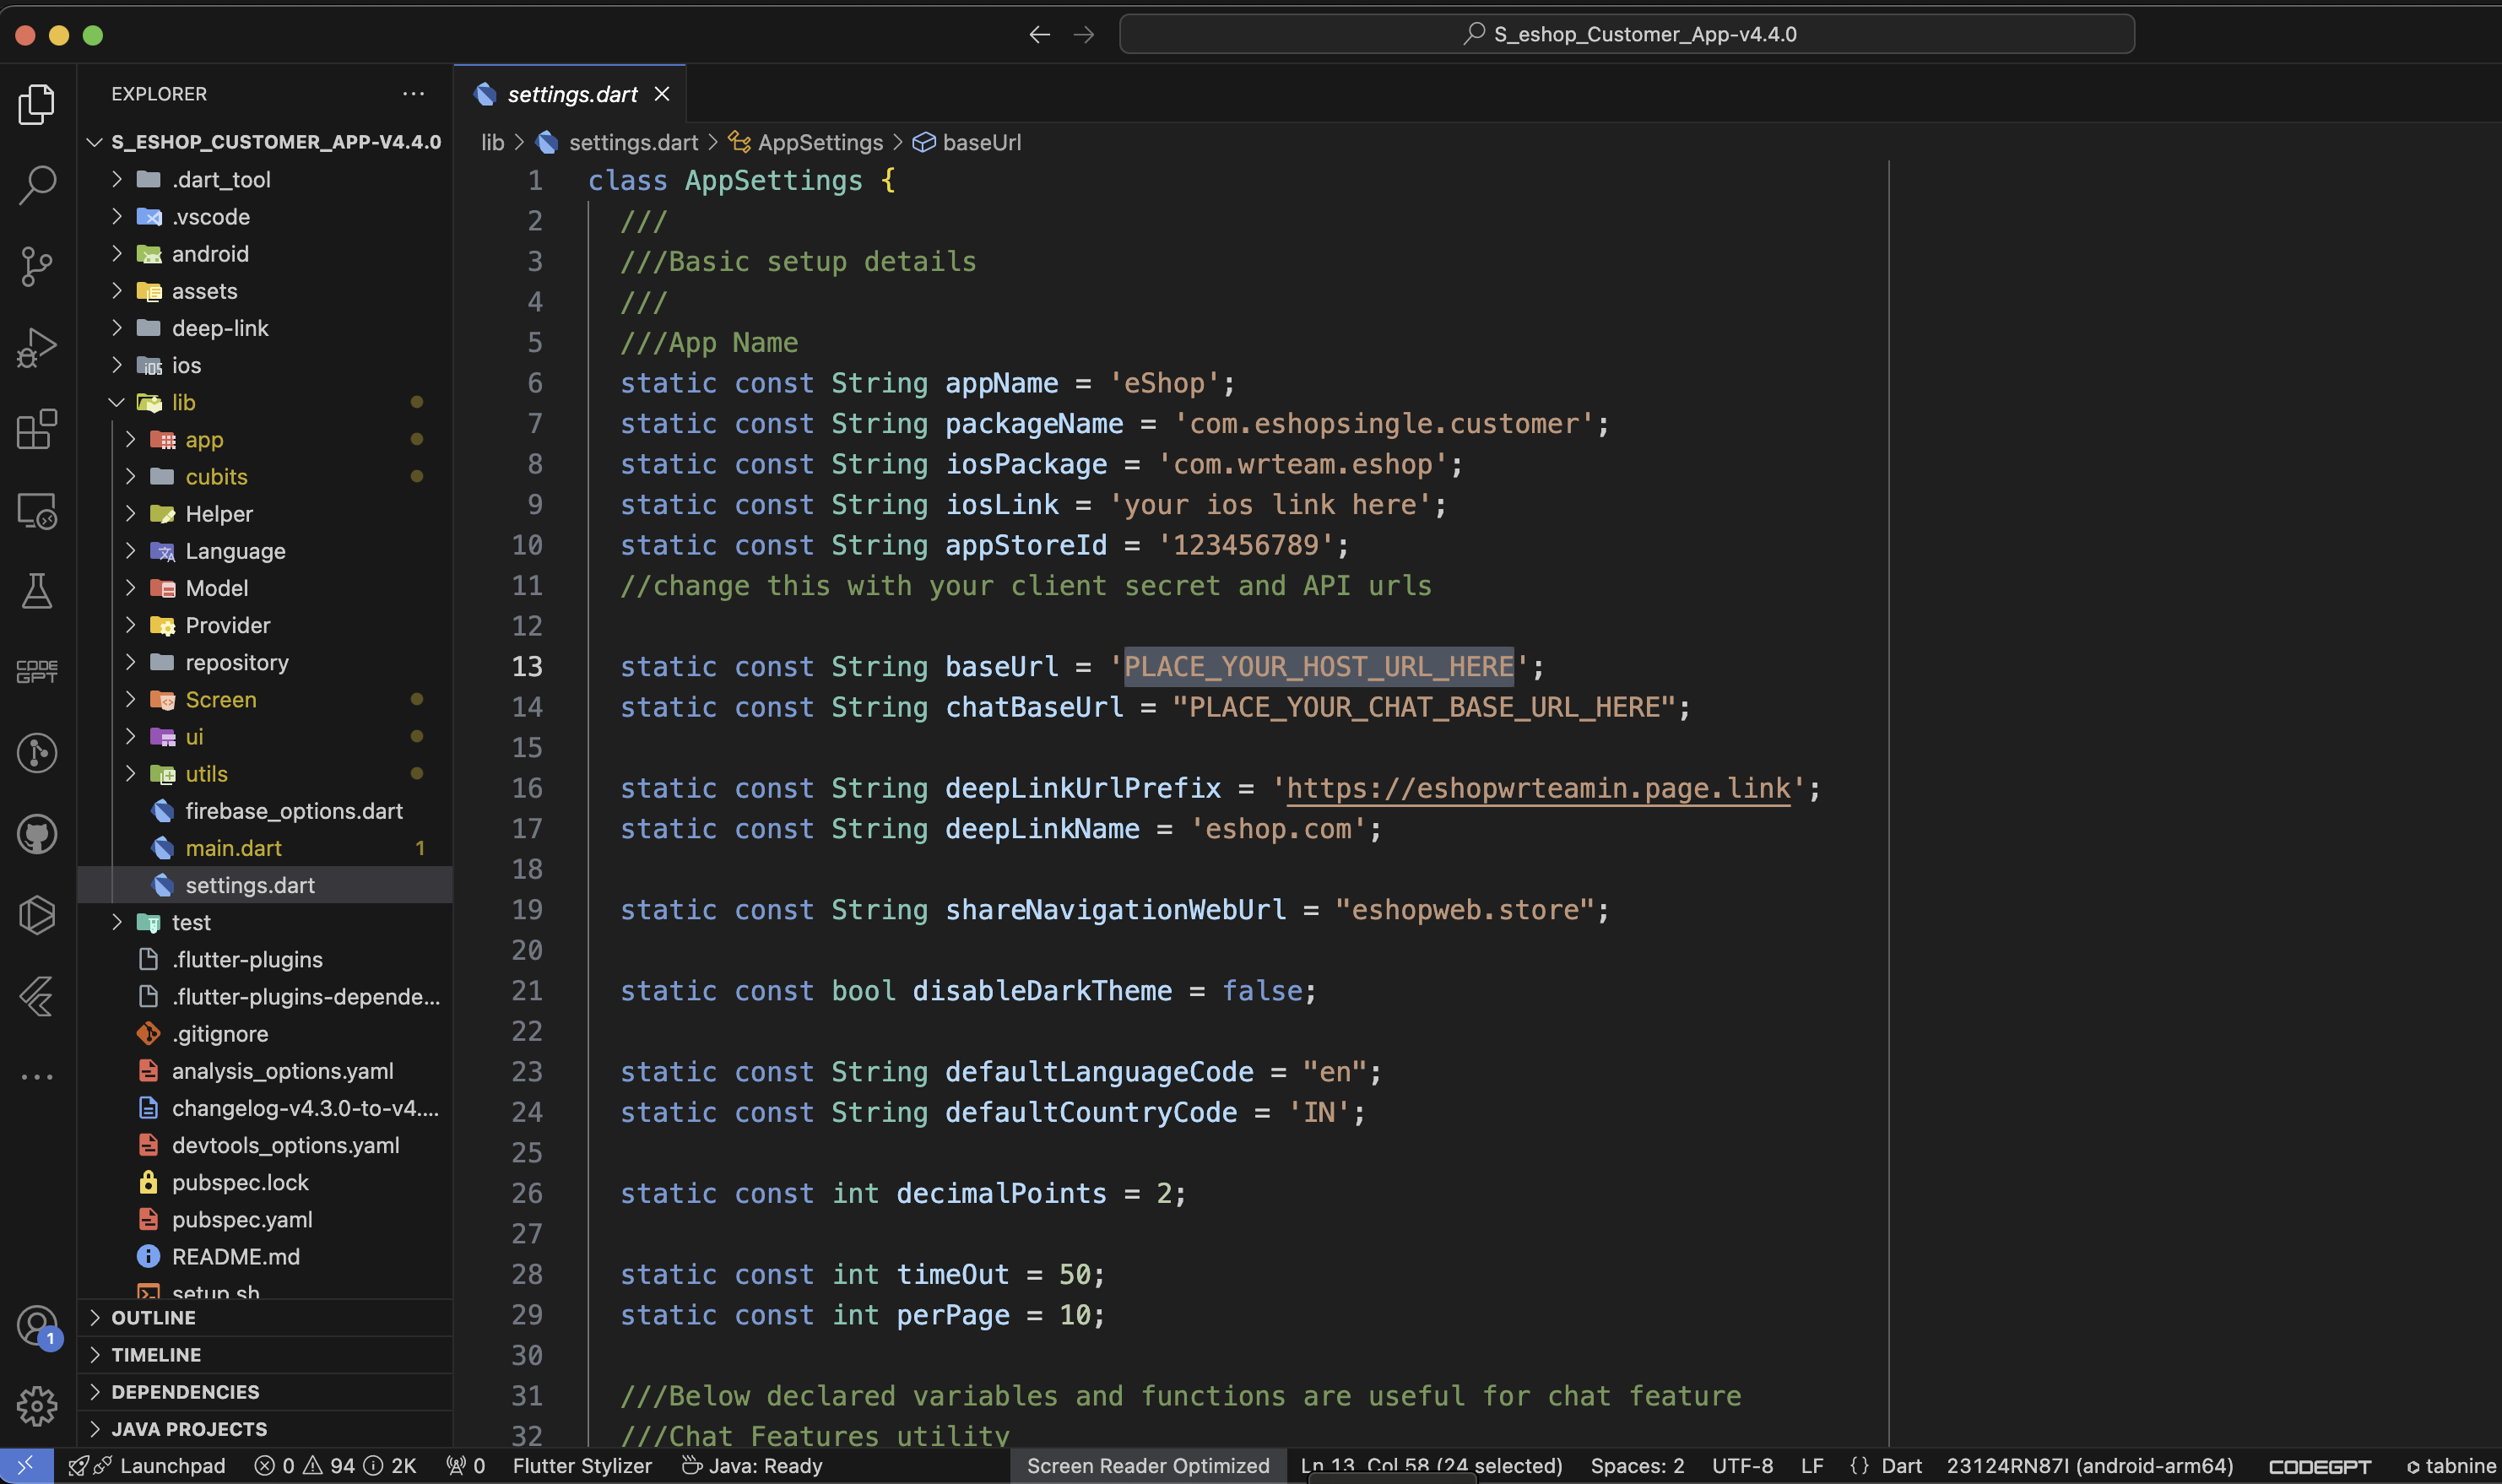 S_eshop_Customer_App-v4.4.0
EXPLORER
settings.dart
S_ESHOP_CUSTOMER_APP-V4.4.0
lib > settings.dart > AppSettings > baseUrl
.dart_tool
.vscode
android
assets
deep-link
ios
lib
app
cubits
Helper
Language
Model
Provider
repository
Screen
ui
utils
firebase_options.dart
main.dart 1
settings.dart
test
.flutter-plugins
.flutter-plugins-depende...
.gitignore
analysis_options.yaml
changelog-v4.3.0-to-v4....
devtools_options.yaml
pubspec.lock
pubspec.yaml
README.md
setup.sh
OUTLINE
TIMELINE
DEPENDENCIES
JAVA PROJECTS
CODE
GPT
1
1 class AppSettings {
2 ///
3 ///Basic setup details
4 ///
5 ///App Name
6 static const String appName = 'eShop';
7 static const String packageName = 'com.eshopsingle.customer';
8 static const String iosPackage = 'com.wrteam.eshop';
9 static const String iosLink = 'your ios link here';
10 static const String appStoreId = '123456789';
11 //change this with your client secret and API urls
12
13 static const String baseUrl = 'PLACE_YOUR_HOST_URL_HERE';
14 static const String chatBaseUrl = "PLACE_YOUR_CHAT_BASE_URL_HERE";
15
16 static const String deepLinkUrlPrefix = 'https://eshopwrteamin.page.link';
17 static const String deepLinkName = 'eshop.com';
18
19 static const String shareNavigationWebUrl = "eshopweb.store";
20
21 static const bool disableDarkTheme = false;
22
23 static const String defaultLanguageCode = "en";
24 static const String defaultCountryCode = 'IN';
25
26 static const int decimalPoints = 2;
27
28 static const int timeOut = 50;
29 static const int perPage = 10;
30
31 ///Below declared variables and functions are useful for chat feature
32 ///Chat Features utility
Launchpad 0 94 2K 0 Flutter Stylizer Java: Ready Screen Reader Optimized Ln 13, Col 58 (24 selected) Spaces: 2 UTF-8 LF {} Dart 23124RN87I (android-arm64) CODEGPT tabnine